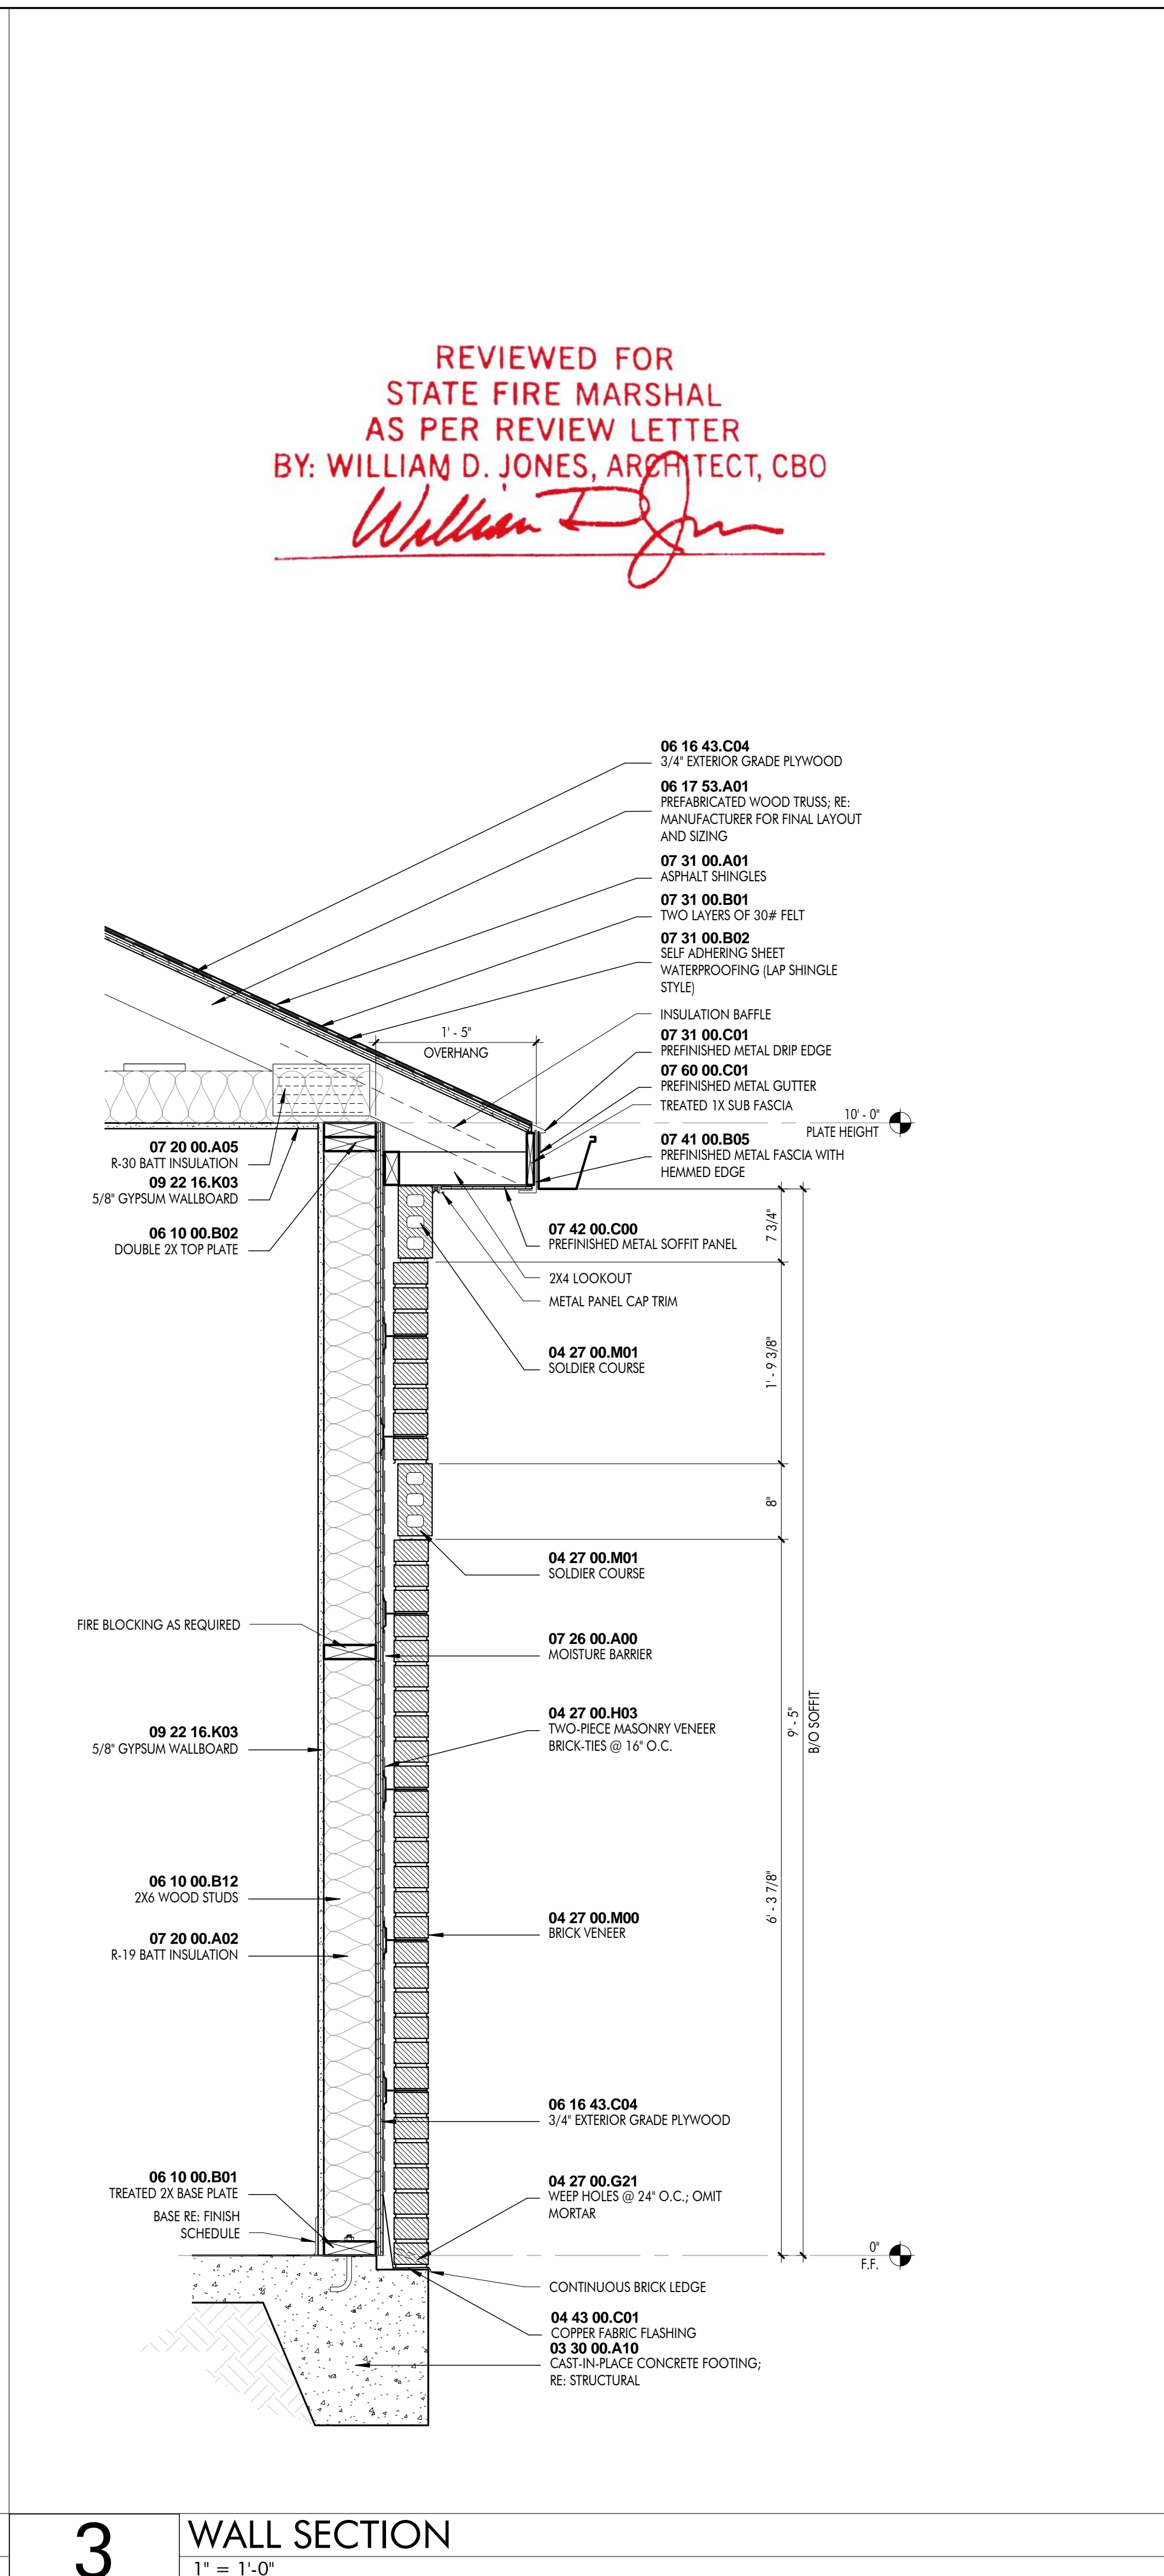 REVIEWED FOR
STATE FIRE MARSHAL
AS PER REVIEW LETTER
BY: WILLIAM D. JONES, ARCHITECT, CBO
William D Jones
06 16 43.C04
3/4" EXTERIOR GRADE PLYWOOD
06 17 53.A01
PREFABRICATED WOOD TRUSS; RE:
MANUFACTURER FOR FINAL LAYOUT
AND SIZING
07 31 00.A01
ASPHALT SHINGLES
07 31 00.B01
TWO LAYERS OF 30# FELT
07 31 00.B02
SELF ADHERING SHEET
WATERPROOFING (LAP SHINGLE
STYLE)
INSULATION BAFFLE
1' - 5"
OVERHANG
07 31 00.C01
PREFINISHED METAL DRIP EDGE
07 60 00.C01
PREFINISHED METAL GUTTER
TREATED 1X SUB FASCIA
10' - 0"
PLATE HEIGHT
07 41 00.B05
PREFINISHED METAL FASCIA WITH
HEMMED EDGE
07 20 00.A05
R-30 BATT INSULATION
09 22 16.K03
5/8" GYPSUM WALLBOARD
06 10 00.B02
DOUBLE 2X TOP PLATE
07 42 00.C00
PREFINISHED METAL SOFFIT PANEL
7 3/4"
2X4 LOOKOUT
METAL PANEL CAP TRIM
04 27 00.M01
SOLDIER COURSE
1' - 9 3/8"
8"
04 27 00.M01
SOLDIER COURSE
FIRE BLOCKING AS REQUIRED
07 26 00.A00
MOISTURE BARRIER
04 27 00.H03
TWO-PIECE MASONRY VENEER
BRICK-TIES @ 16" O.C.
9' - 5"
B/O SOFFIT
09 22 16.K03
5/8" GYPSUM WALLBOARD
06 10 00.B12
2X6 WOOD STUDS
6' - 3 7/8"
04 27 00.M00
BRICK VENEER
07 20 00.A02
R-19 BATT INSULATION
06 16 43.C04
3/4" EXTERIOR GRADE PLYWOOD
06 10 00.B01
TREATED 2X BASE PLATE
04 27 00.G21
WEEP HOLES @ 24" O.C.; OMIT
MORTAR
BASE RE: FINISH
SCHEDULE
0"
F.F.
CONTINUOUS BRICK LEDGE
04 43 00.C01
COPPER FABRIC FLASHING
03 30 00.A10
CAST-IN-PLACE CONCRETE FOOTING;
RE: STRUCTURAL
3
WALL SECTION
1" = 1'-0"